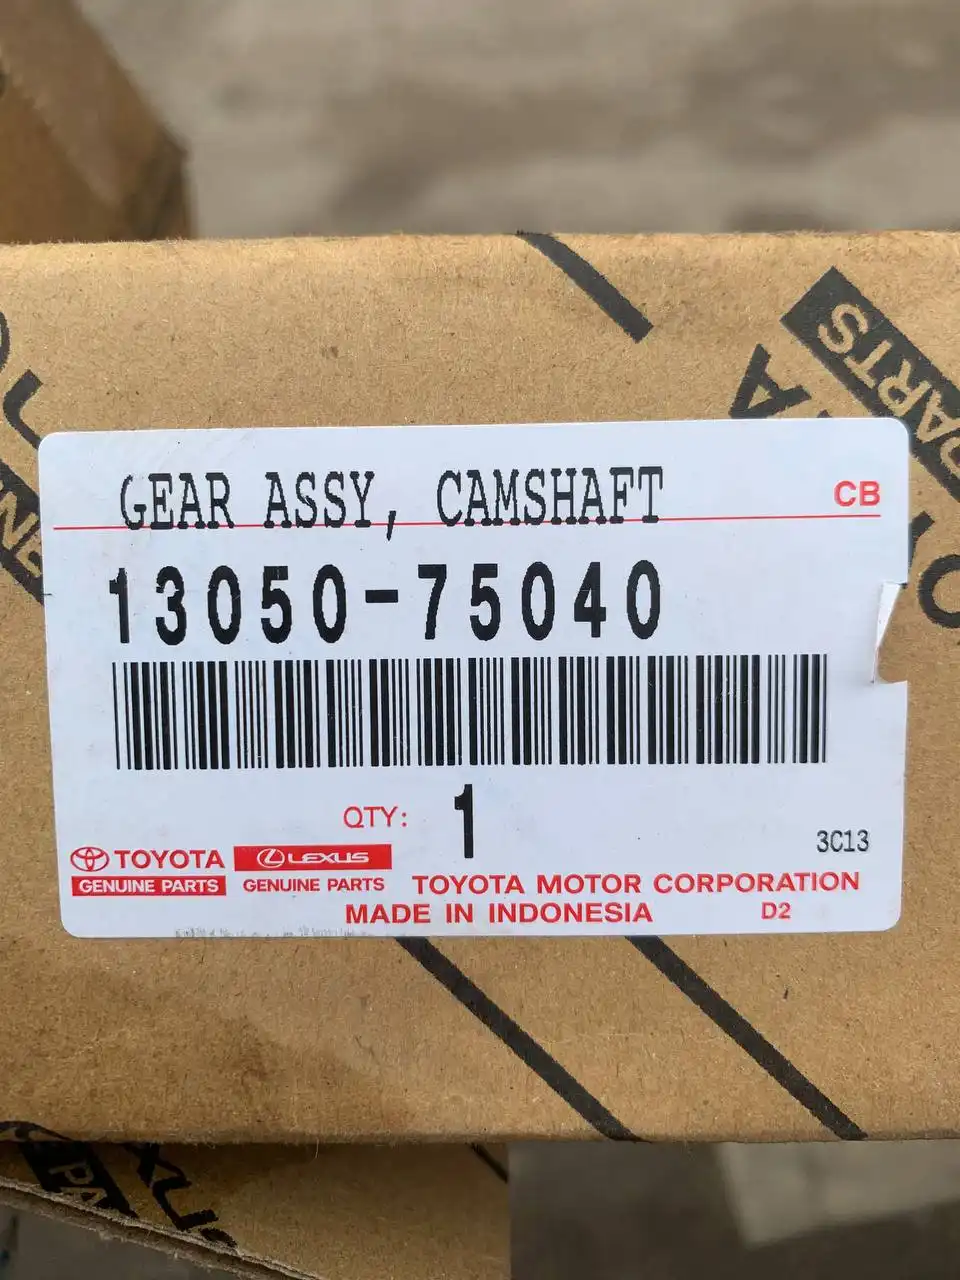 PARTS
GEAR ASSY, CAMSHAFT
CB
13050-75040
QTY: 1
3C13
TOYOTA
GENUINE PARTS
LEXUS
GENUINE PARTS
TOYOTA MOTOR CORPORATION
MADE IN INDONESIA D2